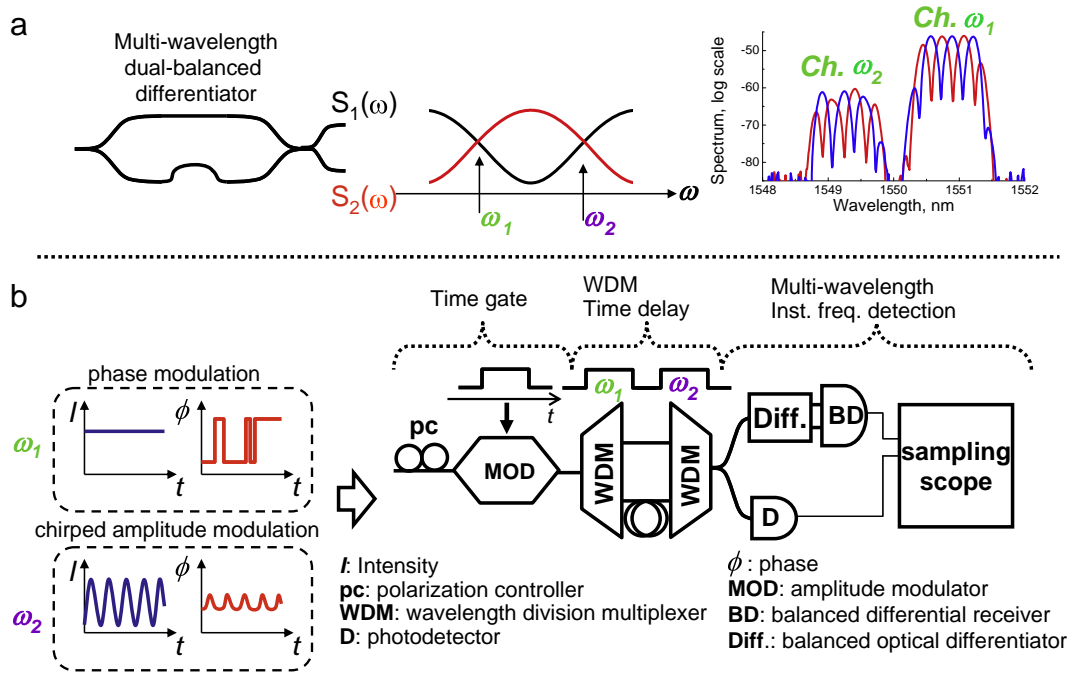 a
Multi-wavelength
dual-balanced
differentiator
S1(ω)
S2(ω)
ω1
ω2
ω
Ch. ω1
Ch. ω2
Spectrum, log scale
-50
-60
-70
-80
1548
1549
1550
1551
1552
Wavelength, nm
b
Time gate
WDM
Time delay
Multi-wavelength
Inst. freq. detection
phase modulation
ω1
I
t
ϕ
t
chirped amplitude modulation
ω2
I
t
ϕ
t
pc
t
MOD
ω1
ω2
WDM
WDM
Diff.
BD
D
sampling
scope
I: Intensity
pc: polarization controller
WDM: wavelength division multiplexer
D: photodetector
ϕ : phase
MOD: amplitude modulator
BD: balanced differential receiver
Diff.: balanced optical differentiator